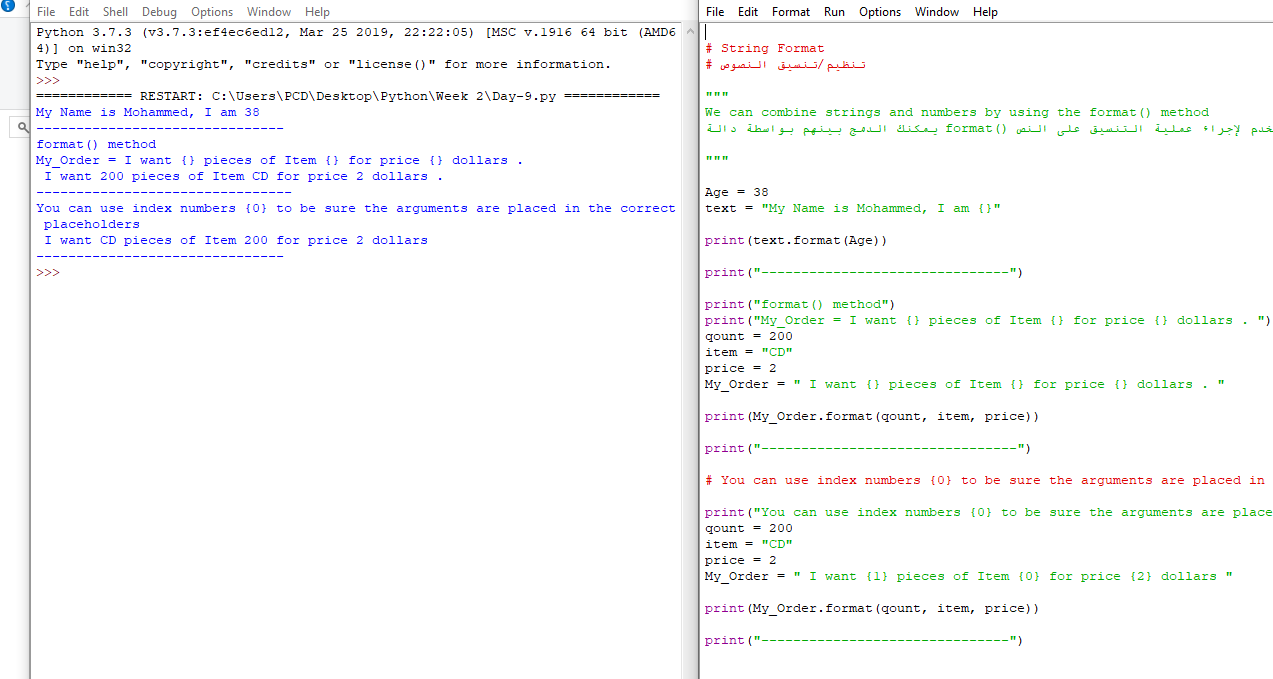 File Edit Shell Debug Options Window Help
Python 3.7.3 (v3.7.3:ef4ec6ed12, Mar 25 2019, 22:22:05) [MSC v.1916 64 bit (AMD6
4)] on win32
Type "help", "copyright", "credits" or "license()" for more information.
>>>
============ RESTART: C:\Users\PCD\Desktop\Python\Week 2\Day-9.py ============
My Name is Mohammed, I am 38
-------------------------------
format() method
My_Order = I want {} pieces of Item {} for price {} dollars .
 I want 200 pieces of Item CD for price 2 dollars .
--------------------------------
You can use index numbers {0} to be sure the arguments are placed in the correct
 placeholders
 I want CD pieces of Item 200 for price 2 dollars
-------------------------------
>>>
File Edit Format Run Options Window Help
# String Format
# تنظيم/تنسيق النصوص
"""
We can combine strings and numbers by using the format() method
يمكنك الدمج بينهم بواسطة دالة format() خدم لإجراء عملية التنسيق على النص
"""
Age = 38
text = "My Name is Mohammed, I am {}"
print(text.format(Age))
print("-------------------------------")
print("format() method")
print("My_Order = I want {} pieces of Item {} for price {} dollars . ")
qount = 200
item = "CD"
price = 2
My_Order = " I want {} pieces of Item {} for price {} dollars . "
print(My_Order.format(qount, item, price))
print("--------------------------------")
# You can use index numbers {0} to be sure the arguments are placed in
print("You can use index numbers {0} to be sure the arguments are place
qount = 200
item = "CD"
price = 2
My_Order = " I want {1} pieces of Item {0} for price {2} dollars "
print(My_Order.format(qount, item, price))
print("-------------------------------")